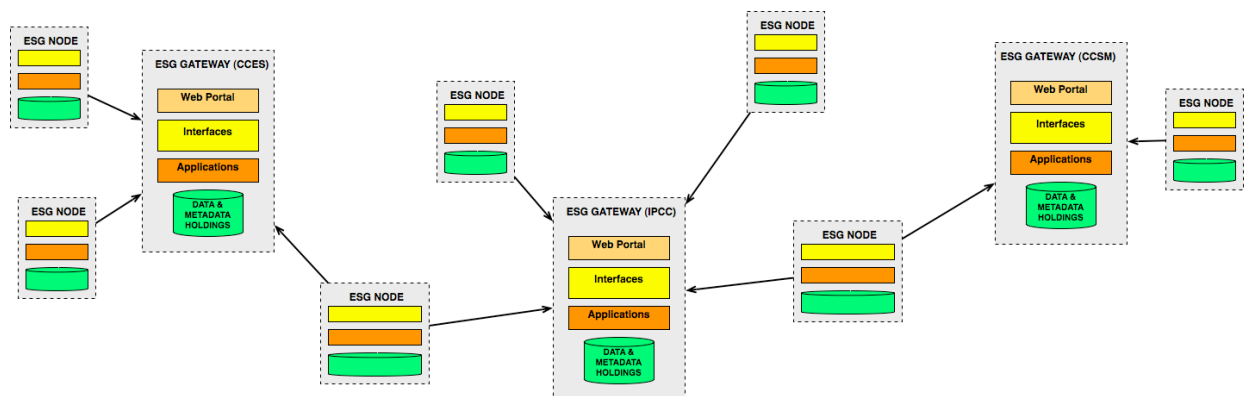 ESG NODE
ESG GATEWAY (CCES)
Web Portal
Interfaces
Applications
DATA &
METADATA
HOLDINGS
ESG NODE
ESG NODE
ESG NODE
ESG NODE
ESG GATEWAY (IPCC)
Web Portal
Interfaces
Applications
DATA &
METADATA
HOLDINGS
ESG NODE
ESG GATEWAY (CCSM)
Web Portal
Interfaces
Applications
DATA &
METADATA
HOLDINGS
ESG NODE